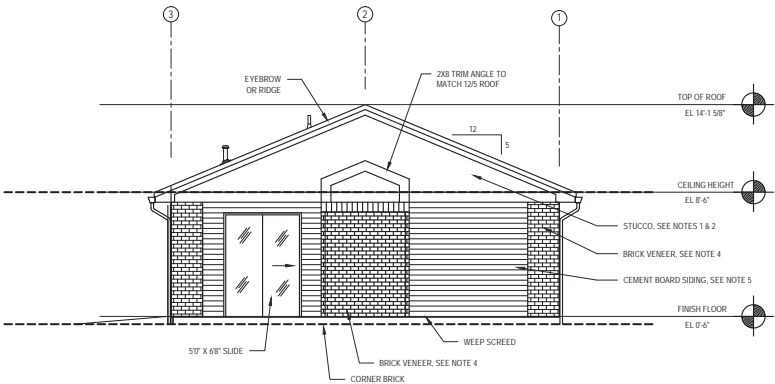 3
2
1
EYEBROW
OR RIDGE
2X8 TRIM ANGLE TO
MATCH 12/5 ROOF
12
5
TOP OF ROOF
EL 14'-1 5/8"
CEILING HEIGHT
EL 8'-6"
STUCCO, SEE NOTES 1 & 2
BRICK VENEER, SEE NOTE 4
CEMENT BOARD SIDING, SEE NOTE 5
FINISH FLOOR
EL 0'-6"
WEEP SCREED
5'0" X 6'8" SLIDE
BRICK VENEER, SEE NOTE 4
CORNER BRICK